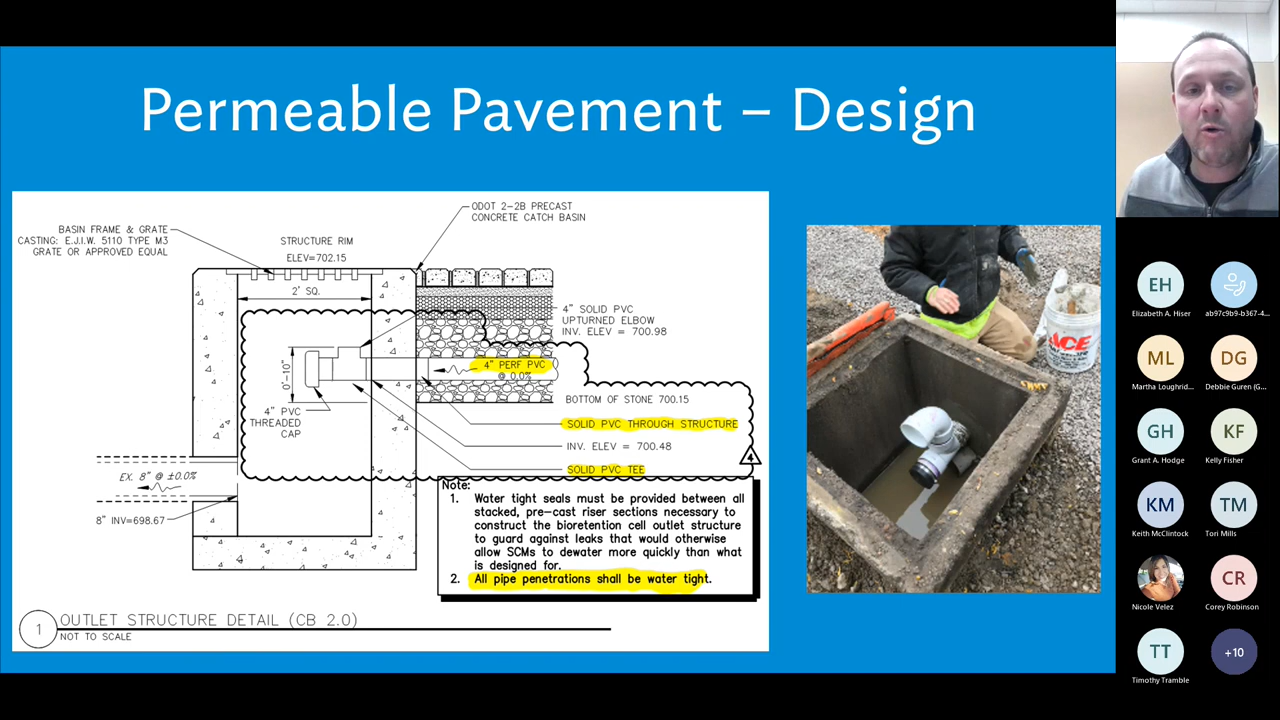 Permeable Pavement – Design
ODOT 2-2B PRECAST
CONCRETE CATCH BASIN
BASIN FRAME & GRATE
CASTING: E.J.I.W. 5110 TYPE M3
GRATE OR APPROVED EQUAL
STRUCTURE RIM
ELEV=702.15
2' SQ.
4" SOLID PVC
UPTURNED ELBOW
INV. ELEV = 700.98
4" PERF PVC
@ 0.0%
0'-10"
BOTTOM OF STONE 700.15
4" PVC
THREADED
CAP
SOLID PVC THROUGH STRUCTURE
INV. ELEV = 700.48
SOLID PVC TEE
4
EX. 8" @ ±0.0%
8" INV=698.67
Note:
1. Water tight seals must be provided between all
stacked, pre-cast riser sections necessary to
construct the bioretention cell outlet structure
to guard against leaks that would otherwise
allow SCMs to dewater more quickly than what
is designed for.
2. All pipe penetrations shall be water tight.
1 OUTLET STRUCTURE DETAIL (CB 2.0)
NOT TO SCALE
ACE
EH
Elizabeth A. Hiser
ab97c9b9-b367-4...
ML
Martha Loughrid...
DG
Debbie Guren (G...
GH
Grant A. Hodge
KF
Kelly Fisher
KM
Keith McClintock
TM
Tori Mills
Nicole Velez
CR
Corey Robinson
TT
Timothy Tramble
+10